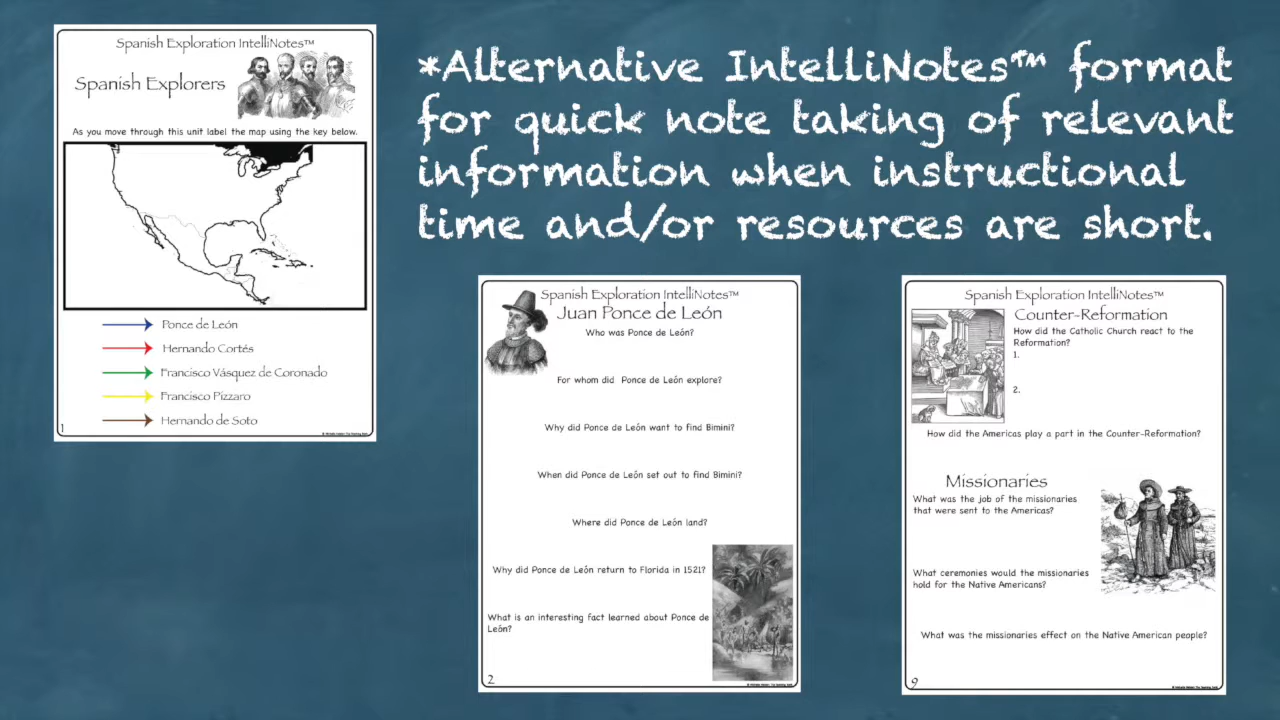 Spanish Exploration IntelliNotes™
Spanish Explorers
As you move through this unit label the map using the key below.
Ponce de León
Hernando Cortés
Francisco Vásquez de Coronado
Francisco Pizzaro
Hernando de Soto
1
*Alternative IntelliNotes™ format
for quick note taking of relevant
information when instructional
time and/or resources are short.
Spanish Exploration IntelliNotes™
Juan Ponce de León
Who was Ponce de León?
For whom did Ponce de León explore?
Why did Ponce de León want to find Bimini?
When did Ponce de León set out to find Bimini?
Where did Ponce de León land?
Why did Ponce de León return to Florida in 1521?
What is an interesting fact learned about Ponce de
León?
2
Spanish Exploration IntelliNotes™
Counter-Reformation
How did the Catholic Church react to the
Reformation?
1.
2.
How did the Americas play a part in the Counter-Reformation?
Missionaries
What was the job of the missionaries
that were sent to the Americas?
What ceremonies would the missionaries
hold for the Native Americans?
What was the missionaries effect on the Native American people?
9